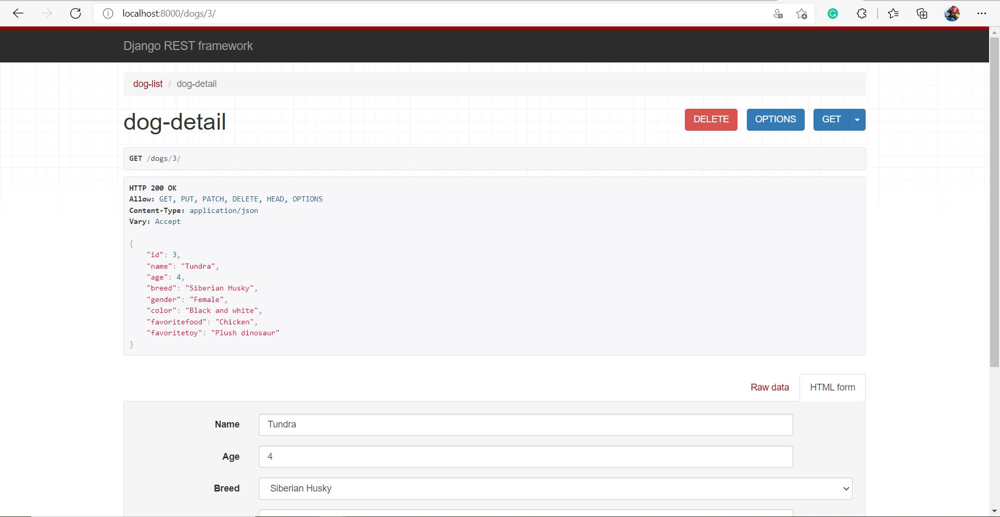 localhost:8000/dogs/3/
Django REST framework
dog-list / dog-detail
dog-detail
DELETE OPTIONS GET
GET /dogs/3/
HTTP 200 OK
Allow: GET, PUT, PATCH, DELETE, HEAD, OPTIONS
Content-Type: application/json
Vary: Accept
{
    "id": 3,
    "name": "Tundra",
    "age": 4,
    "breed": "Siberian Husky",
    "gender": "Female",
    "color": "Black and white",
    "favoritefood": "Chicken",
    "favoritetoy": "Plush dinosaur"
}
Raw data HTML form
Name Tundra
Age 4
Breed Siberian Husky